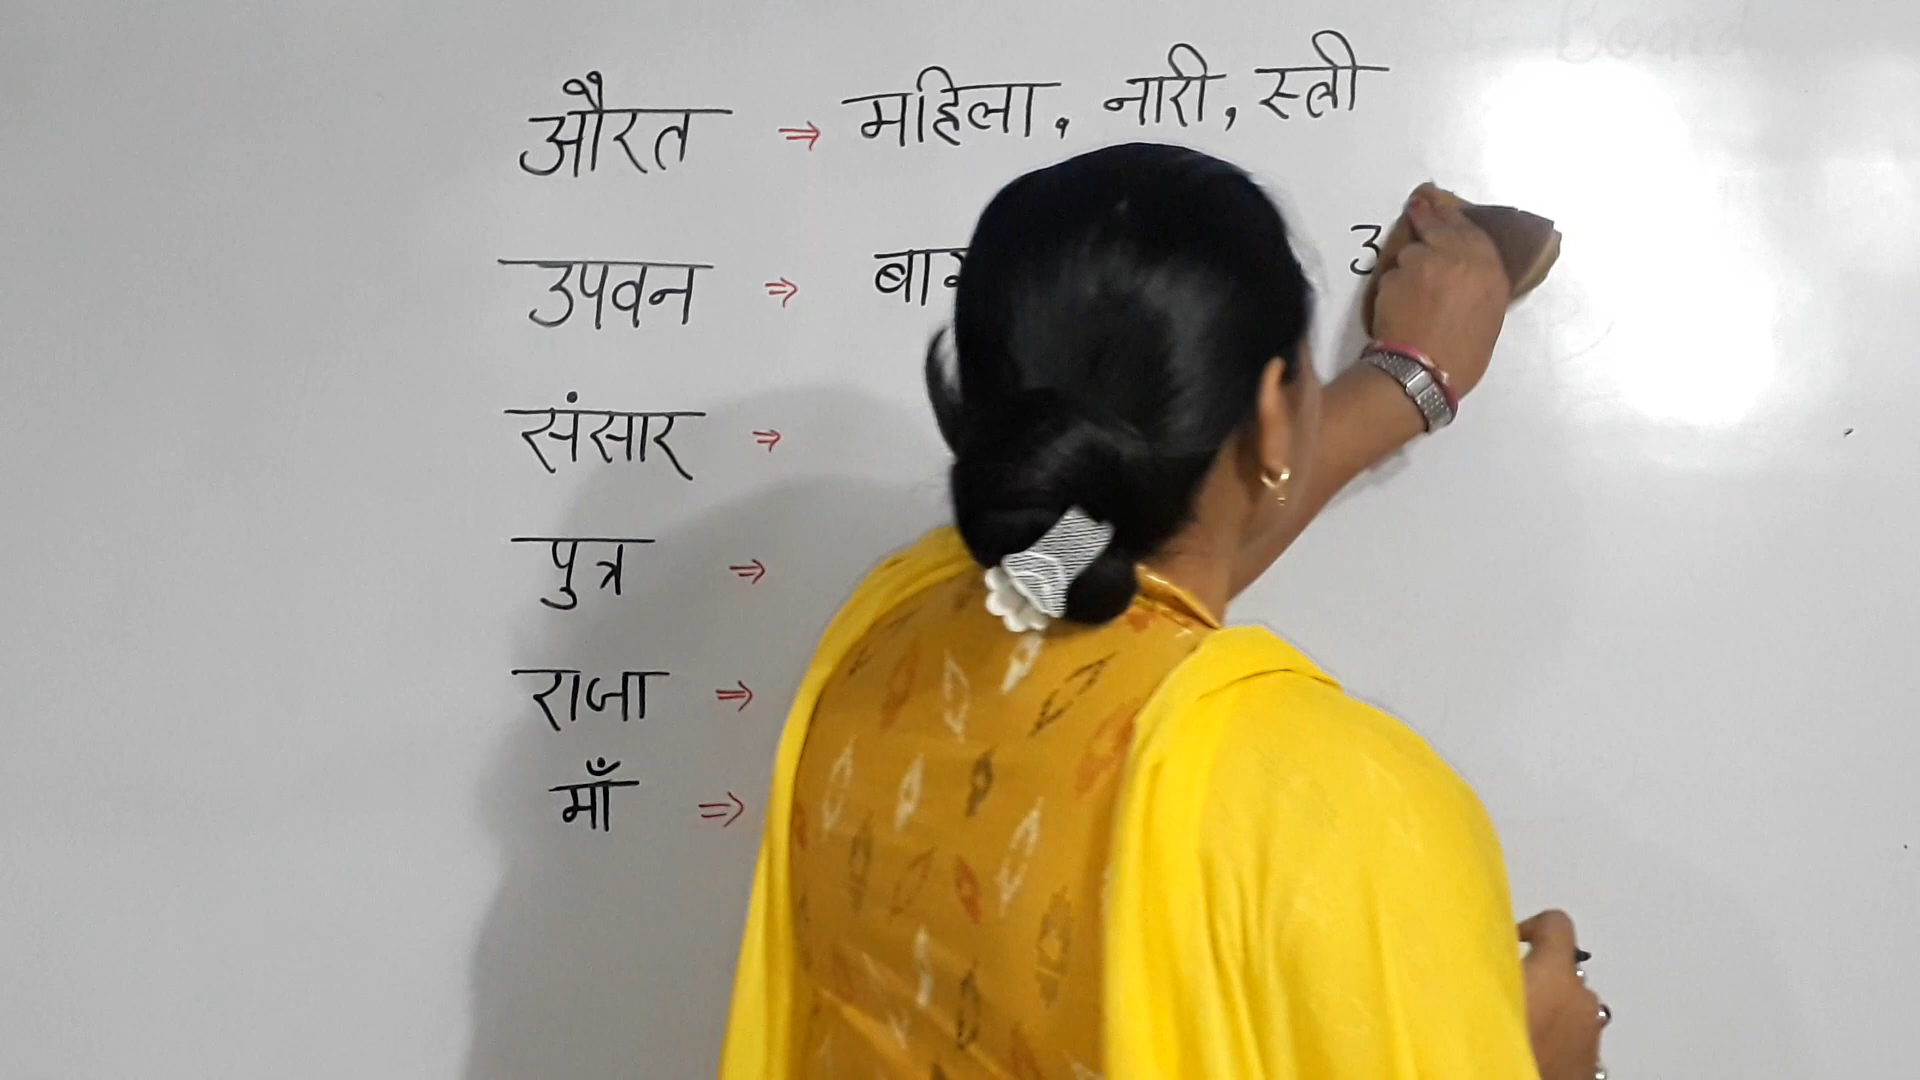 औरत ⇒ महिला, नारी, स्त्री
उपवन ⇒
संसार ⇒
पुत्र ⇒
राजा ⇒
माँ ⇒